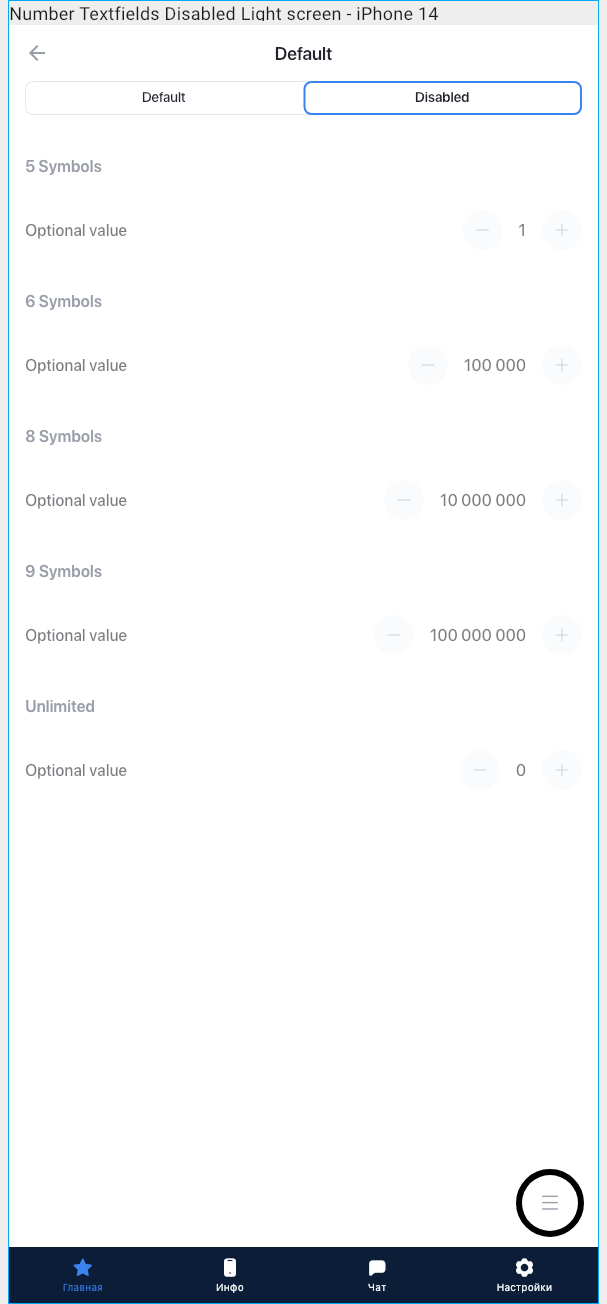 Number Textfields Disabled Light screen - iPhone 14
Default
Default Disabled
5 Symbols
Optional value 1
6 Symbols
Optional value 100 000
8 Symbols
Optional value 10 000 000
9 Symbols
Optional value 100 000 000
Unlimited
Optional value 0
Главная Инфо Чат Настройки